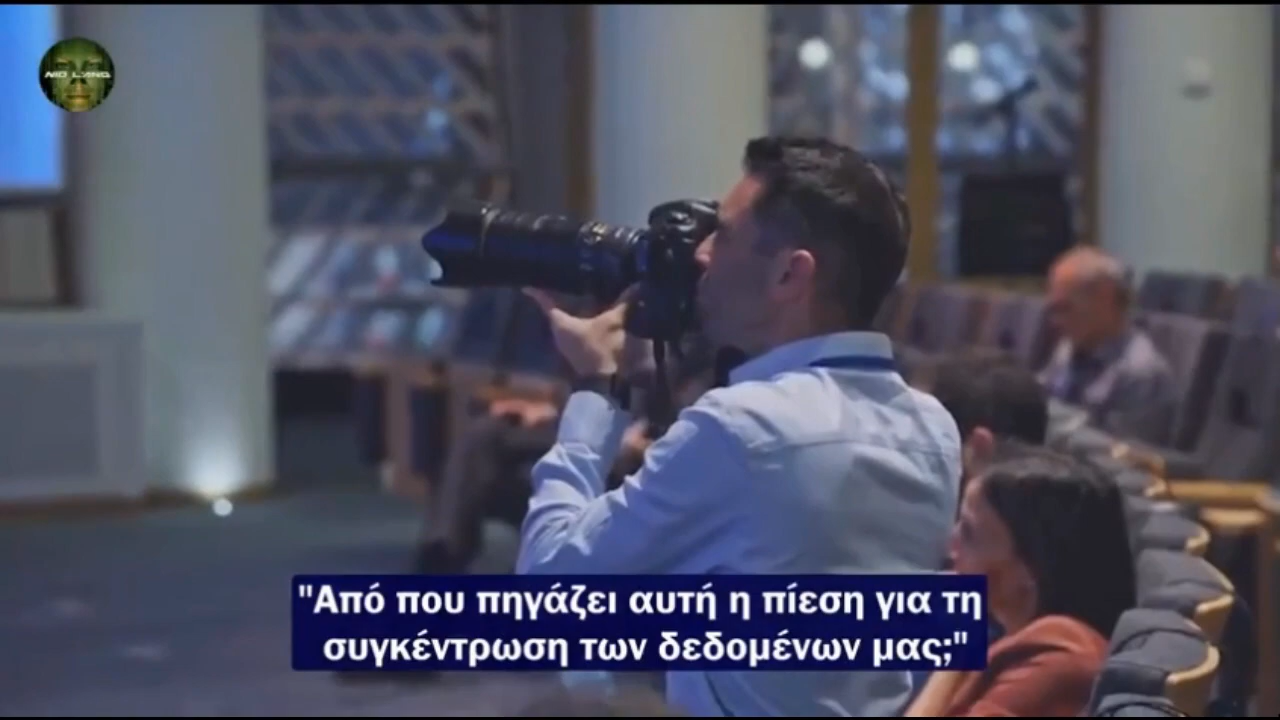 "Από που πηγάζει αυτή η πίεση για τη
συγκέντρωση των δεδομένων μας;"